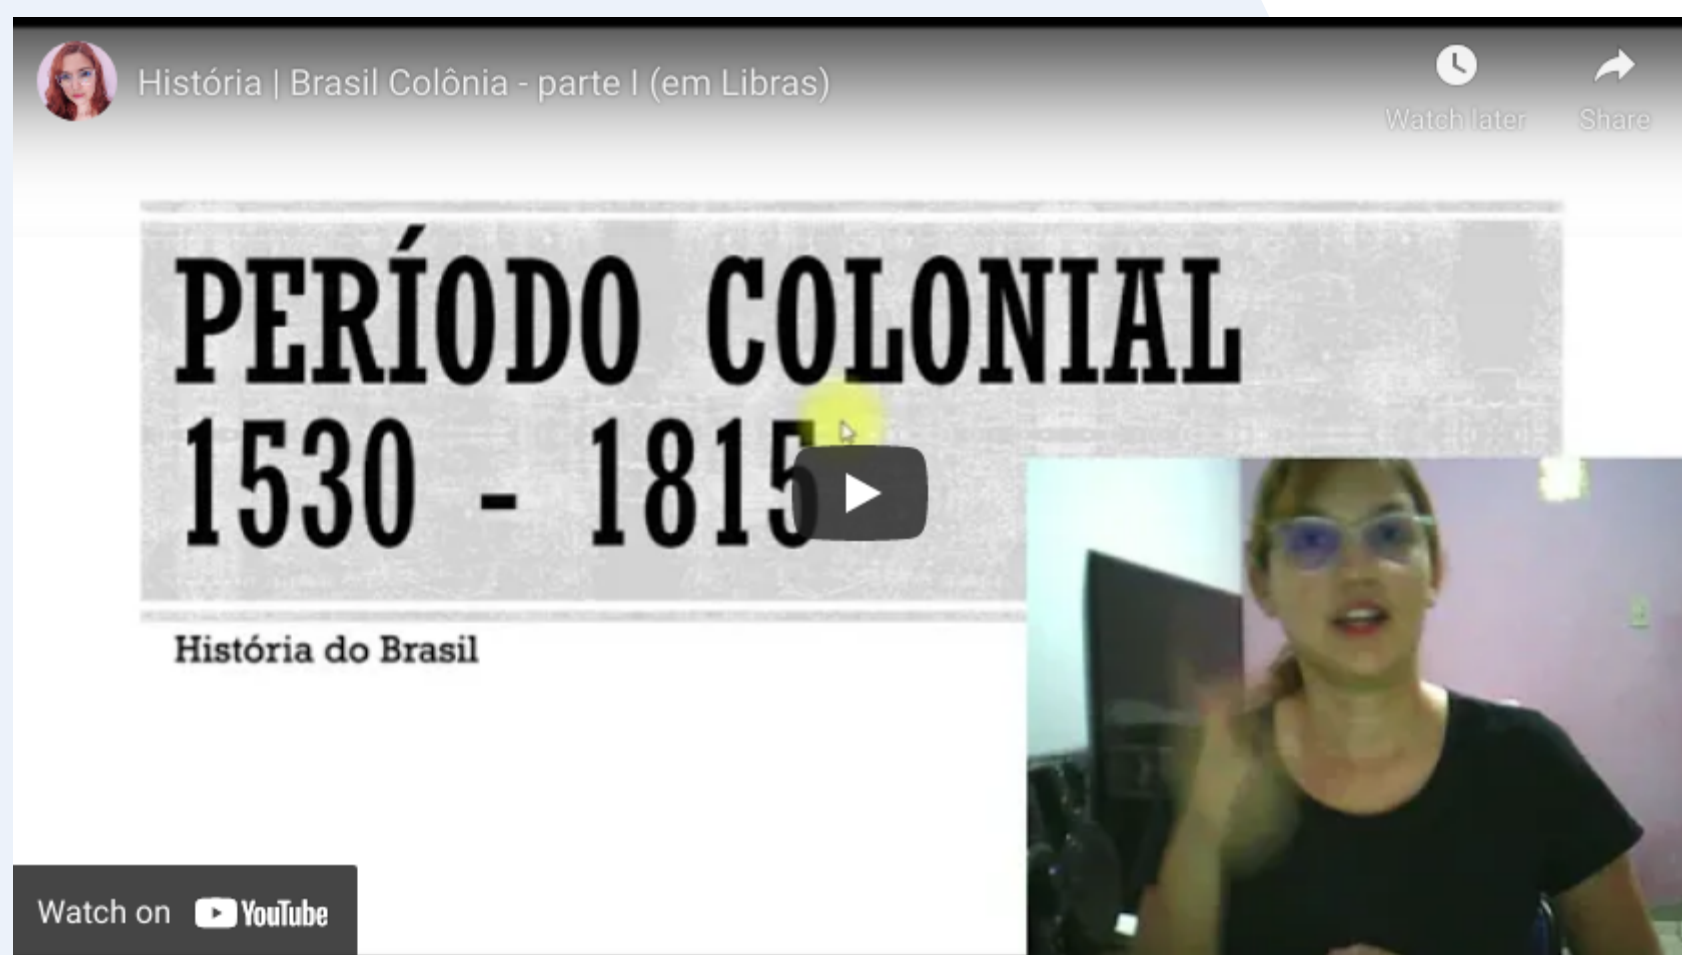 História | Brasil Colônia - parte I (em Libras)
Watch later
Share
PERÍODO COLONIAL
1530 - 1815
História do Brasil
Watch on YouTube